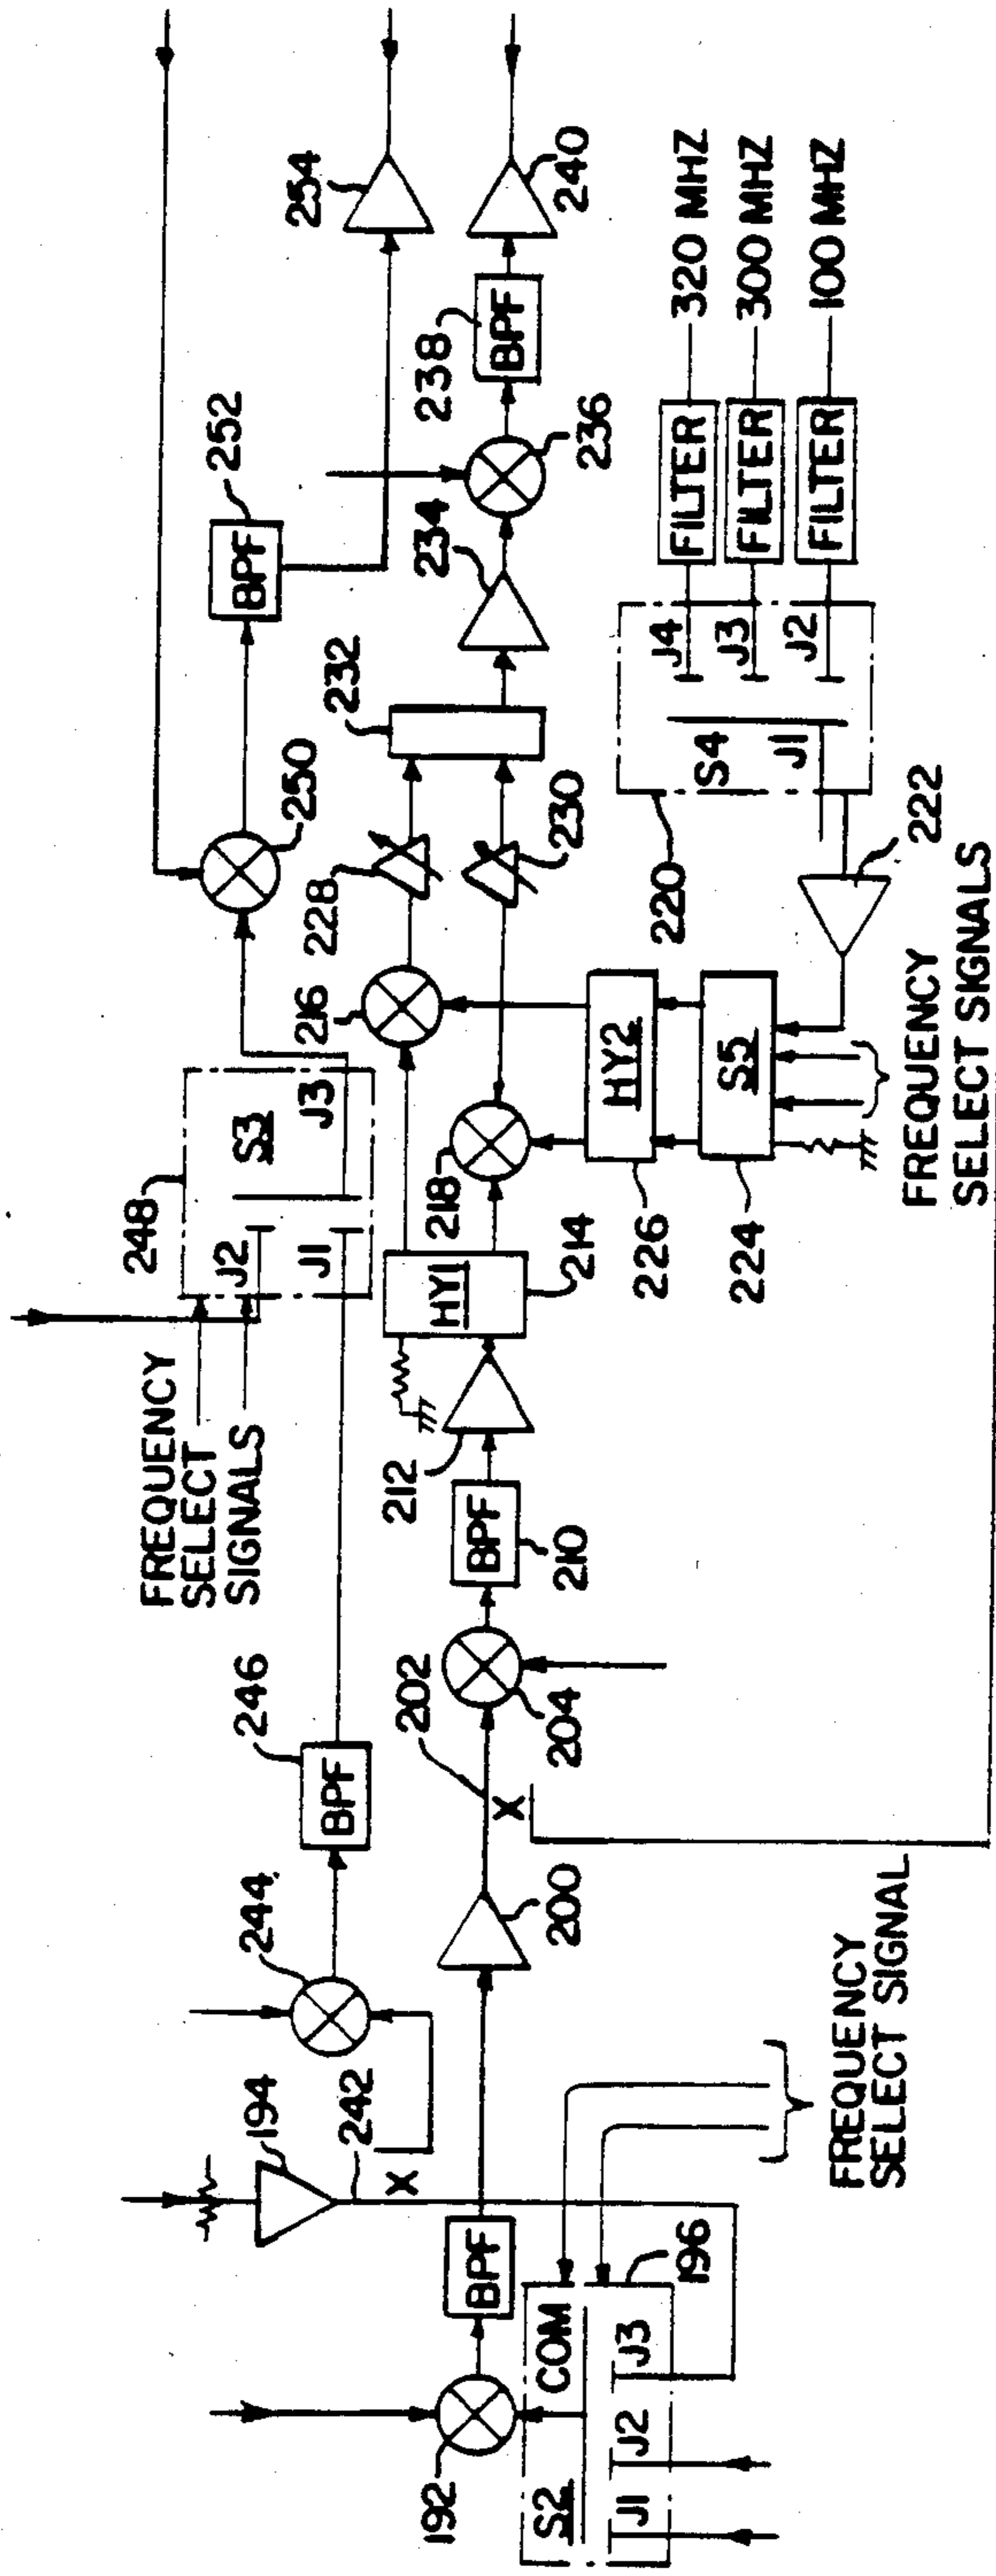 254
240
252
BPF
238
BPF
236
320 MHZ
300 MHZ
100 MHZ
FILTER
FILTER
FILTER
234
232
250
228
230
J4
J3
J2
S4
J1
220
222
216
218
248
S3
J3
J2
J1
HY2
S5
226
224
FREQUENCY
SELECT SIGNALS
HY1
214
212
FREQUENCY
SELECT
SIGNALS
BPF
210
246
BPF
202
204
X
244
200
194
242
X
BPF
192
S2
COM
196
J1
J2
J3
FREQUENCY
SELECT SIGNAL